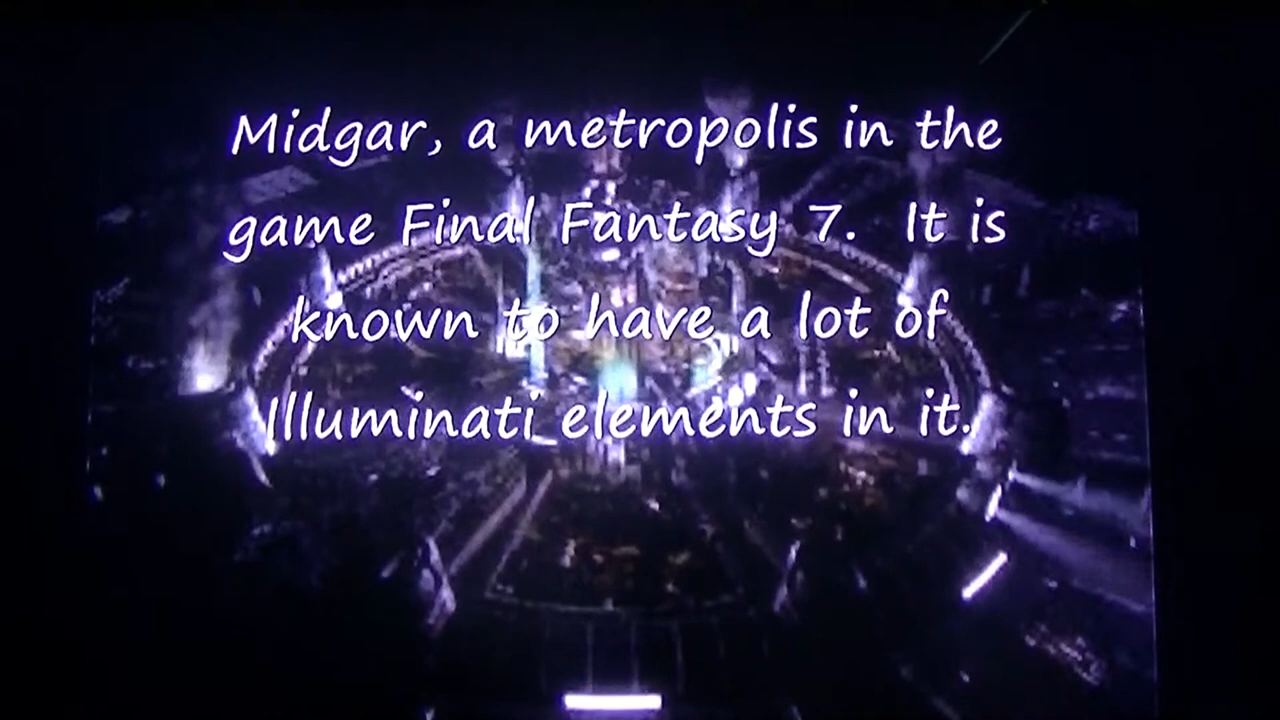 Midgar, a metropolis in the
game Final Fantasy 7.  It is
known to have a lot of
Illuminati elements in it.